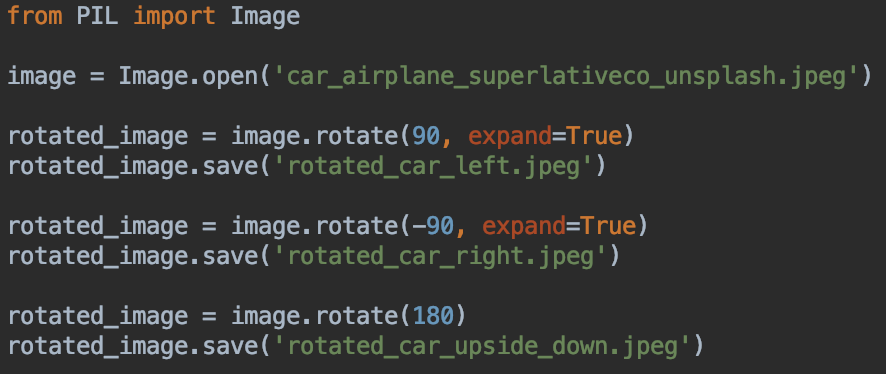 from PIL import Image
image = Image.open('car_airplane_superlativeco_unsplash.jpeg')
rotated_image = image.rotate(90, expand=True)
rotated_image.save('rotated_car_left.jpeg')
rotated_image = image.rotate(-90, expand=True)
rotated_image.save('rotated_car_right.jpeg')
rotated_image = image.rotate(180)
rotated_image.save('rotated_car_upside_down.jpeg')